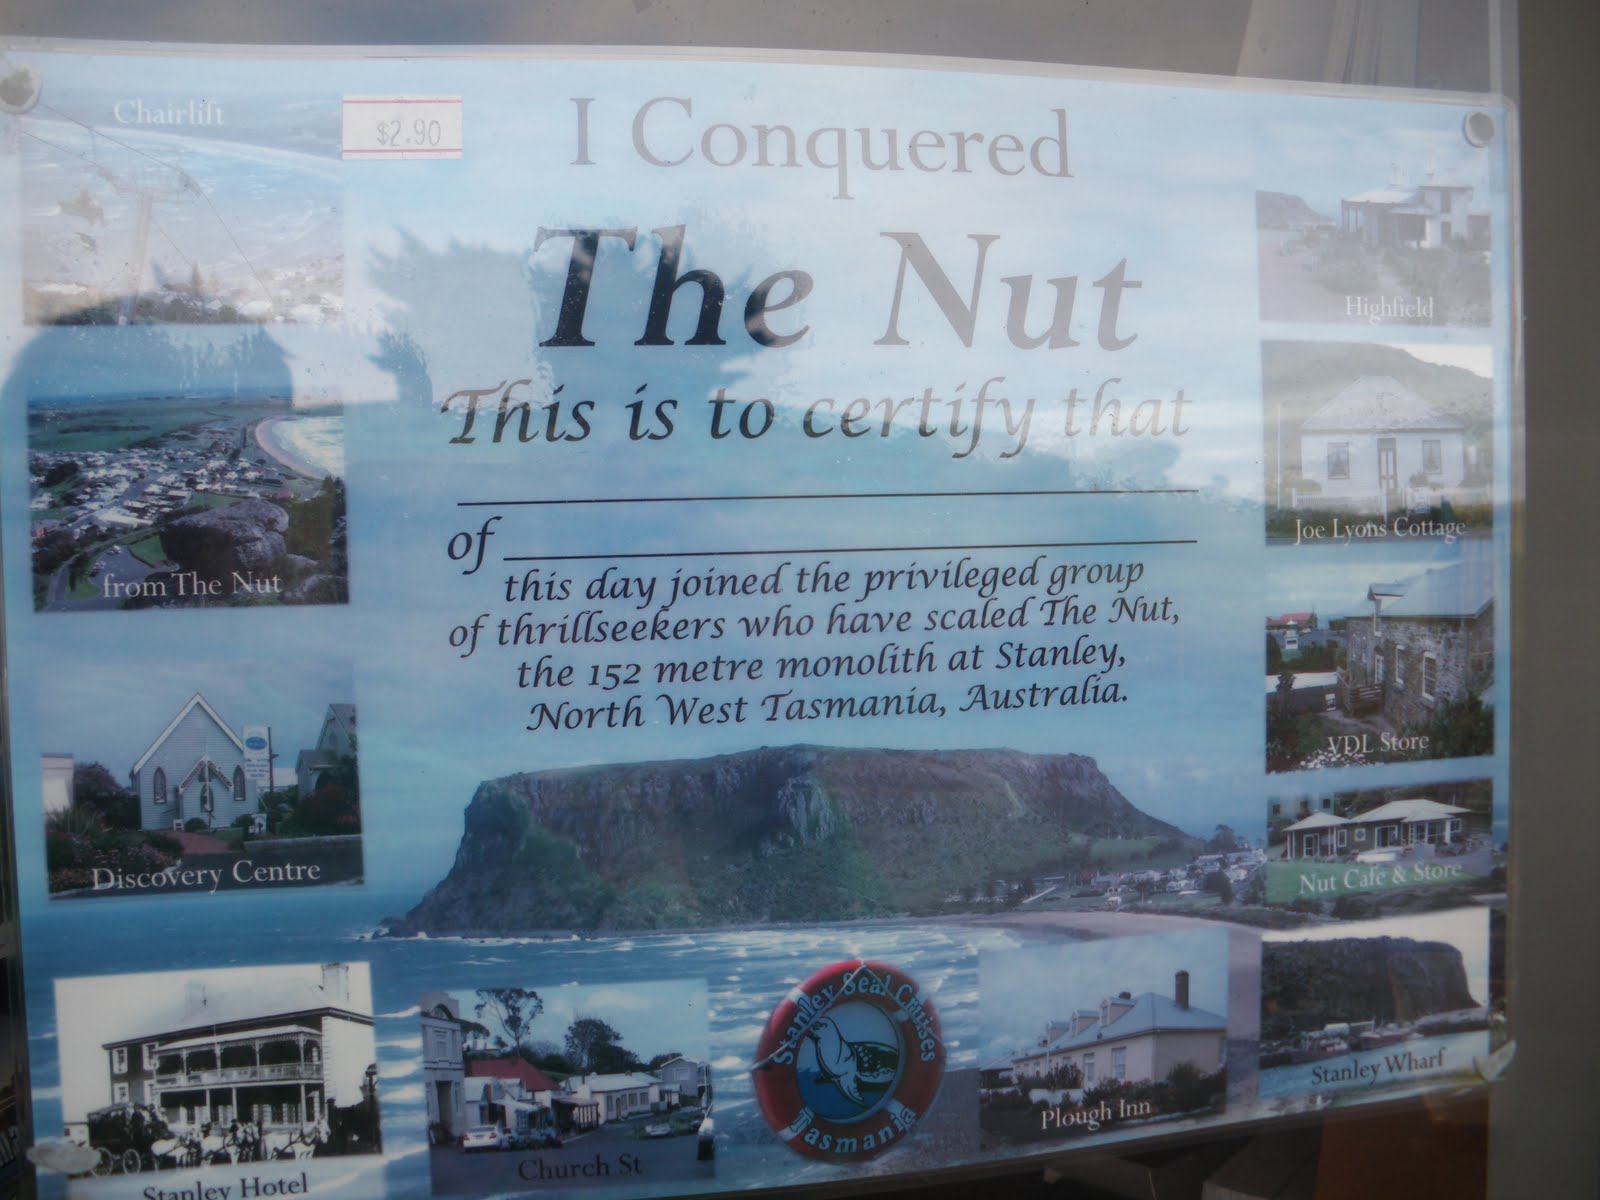 Chairlift
$2.90
I Conquered
The Nut
This is to certify that
of
this day joined the privileged group
of thrillseekers who have scaled The Nut,
the 152 metre monolith at Stanley,
North West Tasmania, Australia.
from The Nut
Discovery Centre
Stanley Hotel
Church St
Stanley Seal Cruises
Tasmania
Plough Inn
Highfield
Joe Lyons Cottage
VDL Store
Nut Cafe & Store
Stanley Wharf